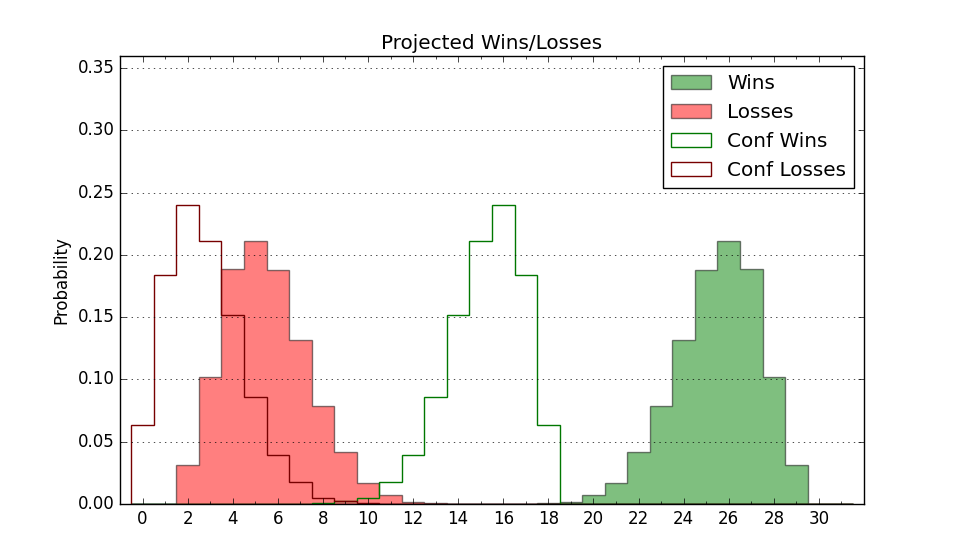 Projected Wins/Losses
0.35
0.30
0.25
0.20
0.15
0.10
0.05
0.00
Probability
Wins
Losses
Conf Wins
Conf Losses
0 2 4 6 8 10 12 14 16 18 20 22 24 26 28 30